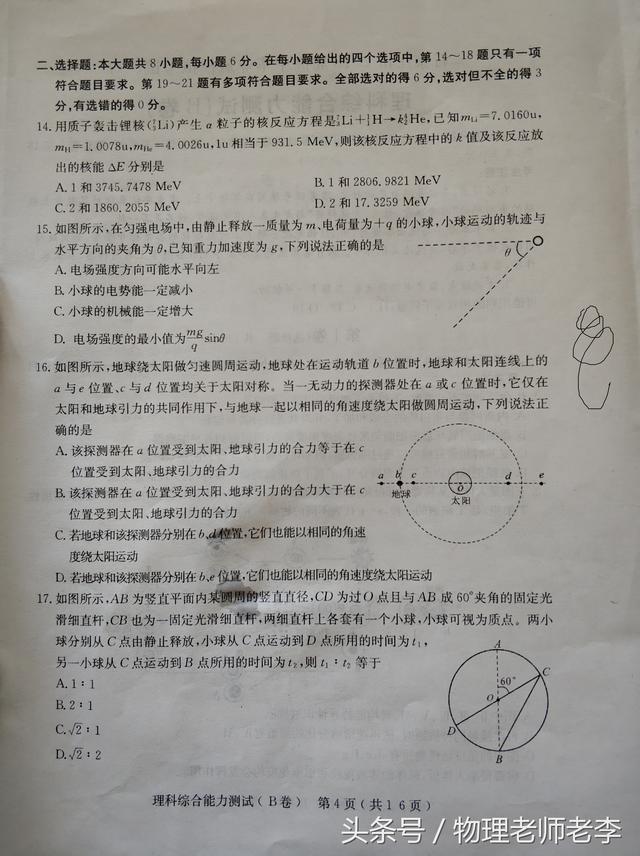 二、选择题:本大题共8小题,每小题6分。在每小题给出的四个选项中,第14~18题只有一项
符合题目要求。第19~21题有多项符合题目要求。全部选对的得6分,选对但不全的得3
分,有选错的得0分。
14.用质子轰击锂核(⁷₃Li)产生α粒子的核反应方程是⁷₃Li+¹₁H→k⁴₂He,已知mLi=7.0160u,
mH=1.0078u,mHe=4.0026u,1u相当于931.5 MeV,则该核反应方程中的k值及该反应放
出的核能ΔE分别是
A.1和3745.7478 MeV
B.1和2806.9821 MeV
C.2和1860.2055 MeV
D.2和17.3259 MeV
15.如图所示,在匀强电场中,由静止释放一质量为m、电荷量为+q的小球,小球运动的轨迹与
水平方向的夹角为θ,已知重力加速度为g,下列说法正确的是
A.电场强度方向可能水平向左
B.小球的电势能一定减小
C.小球的机械能一定增大
D.电场强度的最小值为mg/q sinθ
θ
16.如图所示,地球绕太阳做匀速圆周运动,地球处在运动轨道b位置时,地球和太阳连线上的
a与e位置、c与d位置均关于太阳对称。当一无动力的探测器处在a或c位置时,它仅在
太阳和地球引力的共同作用下,与地球一起以相同的角速度绕太阳做圆周运动,下列说法正
确的是
A.该探测器在a位置受到太阳、地球引力的合力等于在c
位置受到太阳、地球引力的合力
B.该探测器在a位置受到太阳、地球引力的合力大于在c
位置受到太阳、地球引力的合力
C.若地球和该探测器分别在b、d位置,它们也能以相同的角速
度绕太阳运动
D.若地球和该探测器分别在b、e位置,它们也能以相同的角速度绕太阳运动
a b c O d e
地球 太阳
17.如图所示,AB为竖直平面内某圆周的竖直直径,CD为过O点且与AB成60°夹角的固定光
滑细直杆,CB也为一固定光滑细直杆,两细直杆上各套有一个小球,小球可视为质点。两小
球分别从C点由静止释放,小球从C点运动到D点所用的时间为t₁,
另一小球从C点运动到B点所用的时间为t₂,则t₁∶t₂等于
A.1∶1
B.2∶1
C.√2∶1
D.√2∶2
A
C
60°
O
D
B
理科综合能力测试(B卷) 第4页(共16页)
头条号/物理老师老李